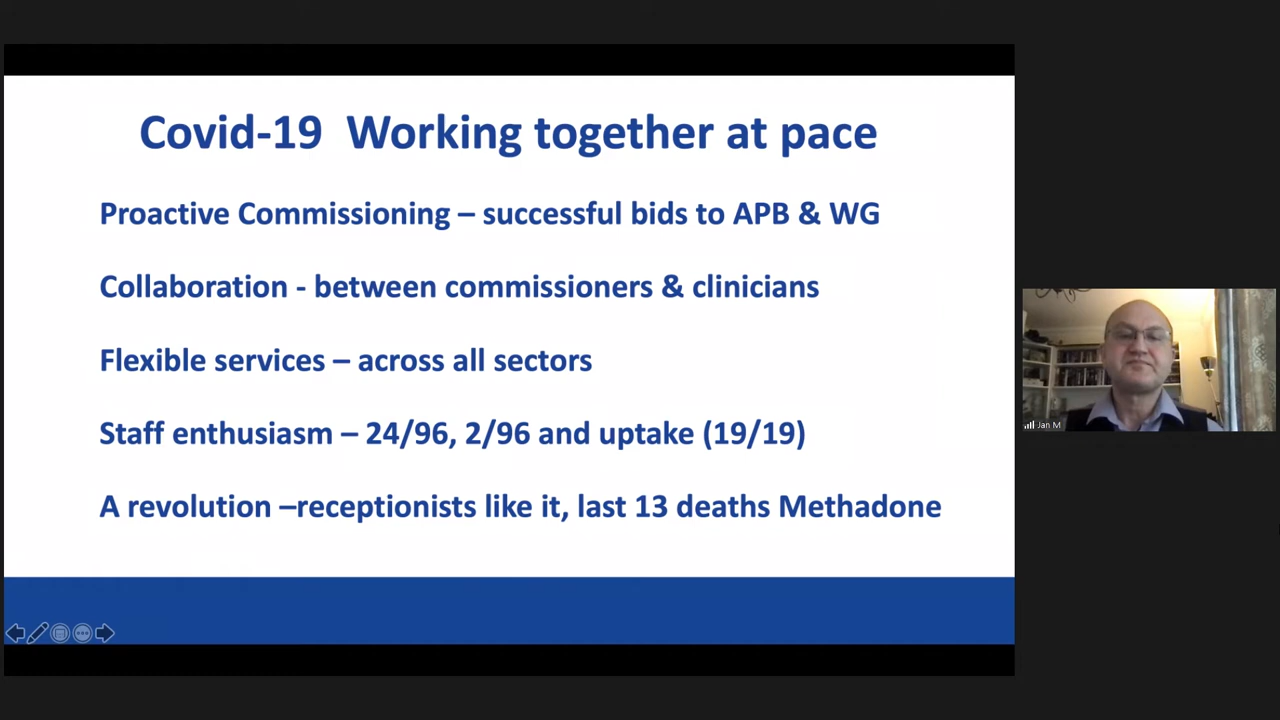 Covid-19 Working together at pace
Proactive Commissioning – successful bids to APB & WG
Collaboration - between commissioners & clinicians
Flexible services – across all sectors
Staff enthusiasm – 24/96, 2/96 and uptake (19/19)
A revolution –receptionists like it, last 13 deaths Methadone
Jan M